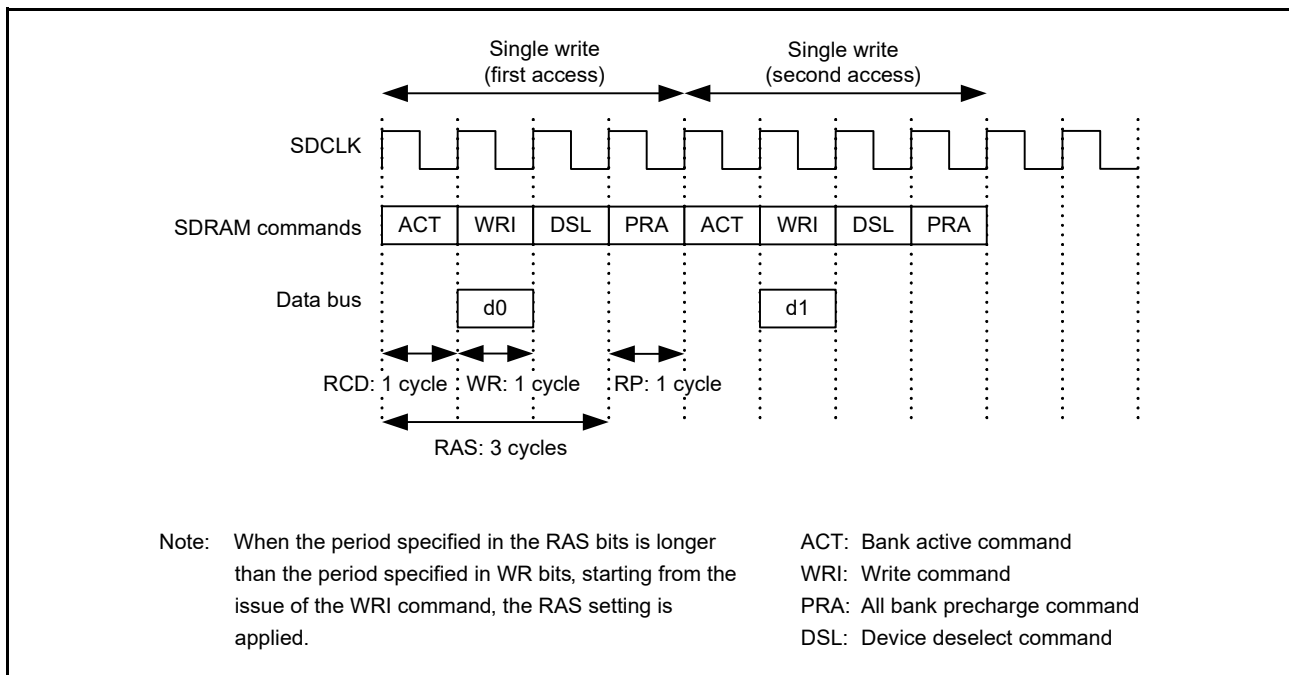 Single write Single write
(first access) (second access)
SDCLK
SDRAM commands ACT WRI DSL PRA ACT WRI DSL PRA
Data bus d0 d1
RCD: 1 cycle WR: 1 cycle RP: 1 cycle
RAS: 3 cycles
Note: When the period specified in the RAS bits is longer
than the period specified in WR bits, starting from the
issue of the WRI command, the RAS setting is
applied.
ACT: Bank active command
WRI: Write command
PRA: All bank precharge command
DSL: Device deselect command